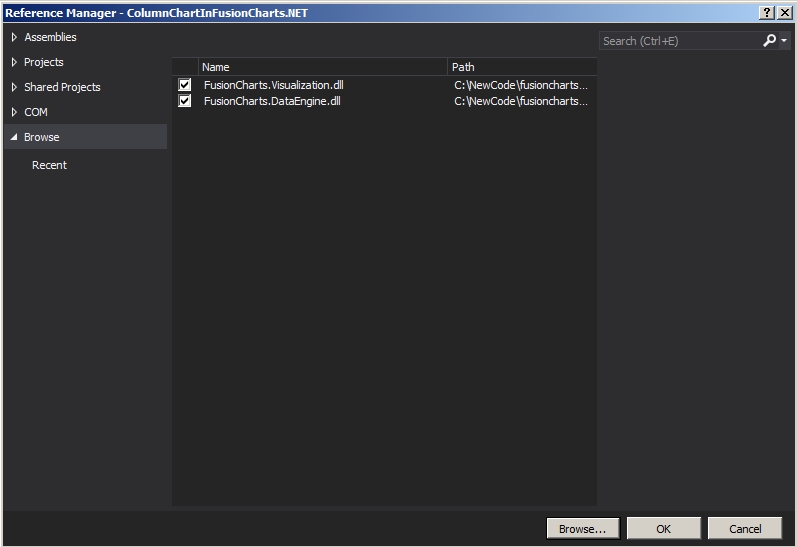 Reference Manager - ColumnChartInFusionCharts.NET
Assemblies
Search (Ctrl+E)
Projects
Name Path
Shared Projects
FusionCharts.Visualization.dll C:\NewCode\fusioncharts...
FusionCharts.DataEngine.dll C:\NewCode\fusioncharts...
COM
Browse
Recent
Browse... OK Cancel